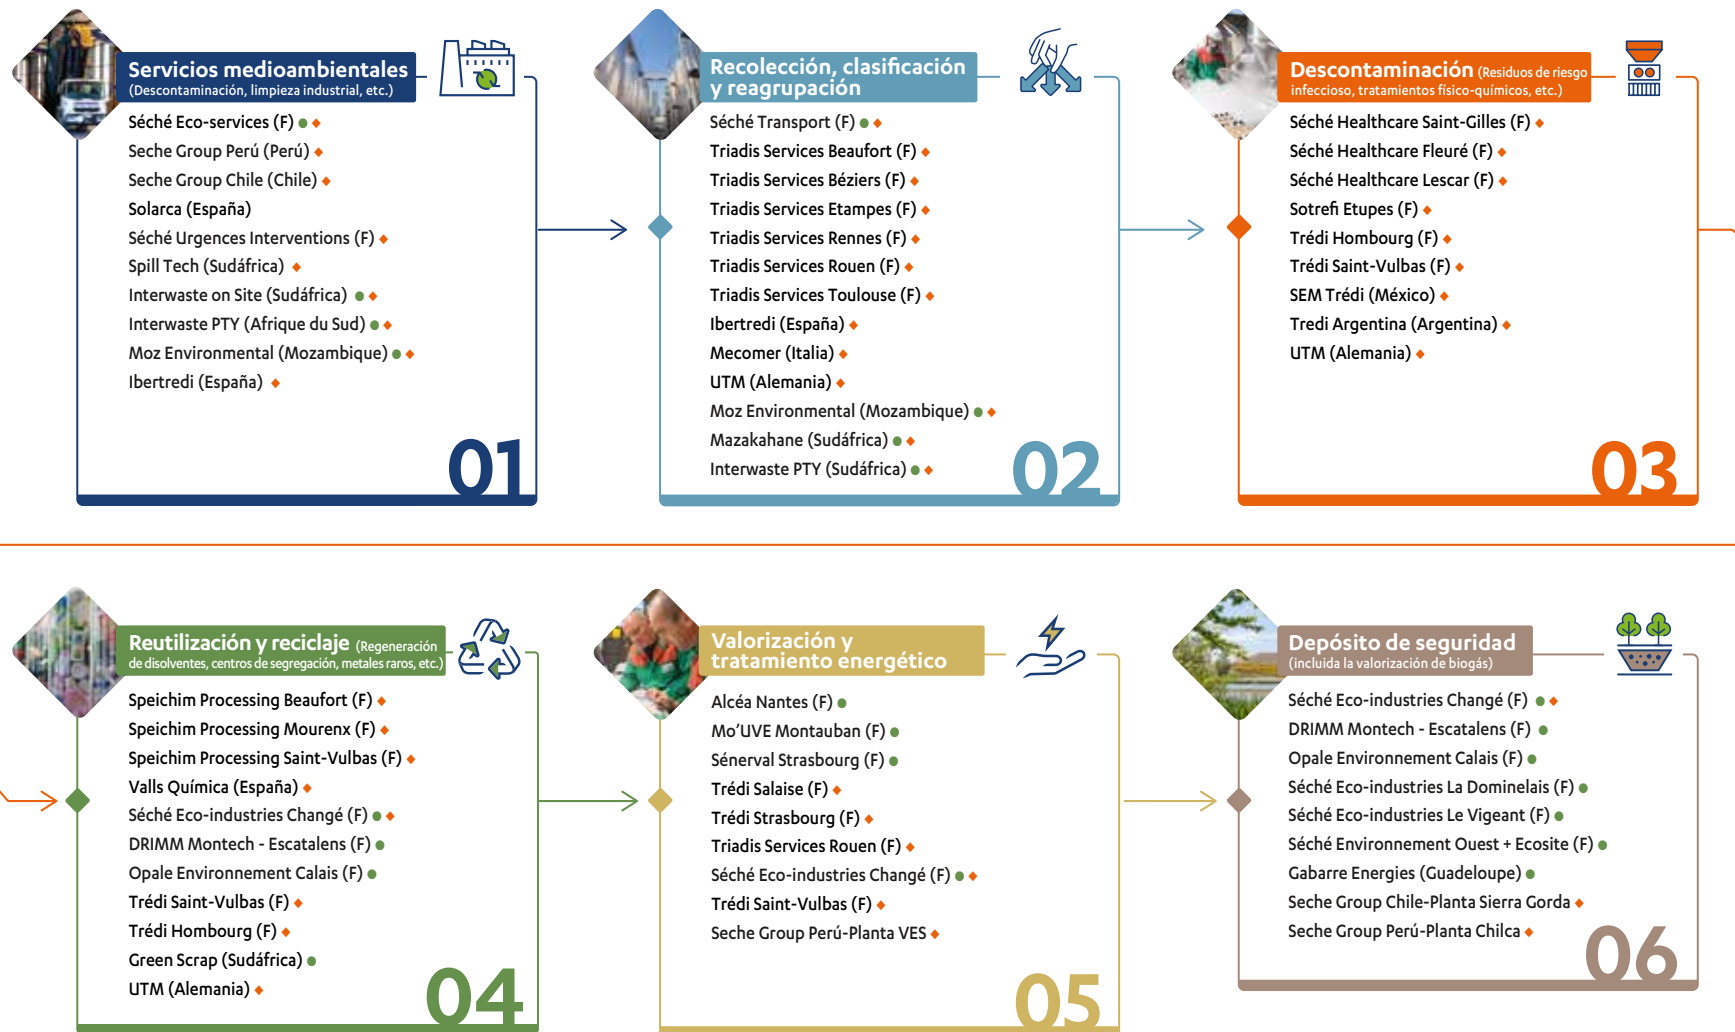 Servicios medioambientales
(Descontaminación, limpieza industrial, etc.)
Séché Eco-services (F)
Seche Group Perú (Perú)
Seche Group Chile (Chile)
Solarca (España)
Séché Urgences Interventions (F)
Spill Tech (Sudáfrica)
Interwaste on Site (Sudáfrica)
Interwaste PTY (Afrique du Sud)
Moz Environmental (Mozambique)
Ibertredi (España)
01
Recolección, clasificación
y reagrupación
Séché Transport (F)
Triadis Services Beaufort (F)
Triadis Services Béziers (F)
Triadis Services Etampes (F)
Triadis Services Rennes (F)
Triadis Services Rouen (F)
Triadis Services Toulouse (F)
Ibertredi (España)
Mecomer (Italia)
UTM (Alemania)
Moz Environmental (Mozambique)
Mazakahane (Sudáfrica)
Interwaste PTY (Sudáfrica)
02
Descontaminación (Residuos de riesgo
infeccioso, tratamientos físico-químicos, etc.)
Séché Healthcare Saint-Gilles (F)
Séché Healthcare Fleuré (F)
Séché Healthcare Lescar (F)
Sotrefi Etupes (F)
Trédi Hombourg (F)
Trédi Saint-Vulbas (F)
SEM Trédi (México)
Tredi Argentina (Argentina)
UTM (Alemania)
03
Reutilización y reciclaje (Regeneración
de disolventes, centros de segregación, metales raros, etc.)
Speichim Processing Beaufort (F)
Speichim Processing Mourenx (F)
Speichim Processing Saint-Vulbas (F)
Valls Química (España)
Séché Eco-industries Changé (F)
DRIMM Montech - Escatalens (F)
Opale Environnement Calais (F)
Trédi Saint-Vulbas (F)
Trédi Hombourg (F)
Green Scrap (Sudáfrica)
UTM (Alemania)
04
Valorización y
tratamiento energético
Alcéa Nantes (F)
Mo'UVE Montauban (F)
Sénerval Strasbourg (F)
Trédi Salaise (F)
Trédi Strasbourg (F)
Triadis Services Rouen (F)
Séché Eco-industries Changé (F)
Trédi Saint-Vulbas (F)
Seche Group Perú-Planta VES
05
Depósito de seguridad
(incluida la valorización de biogás)
Séché Eco-industries Changé (F)
DRIMM Montech - Escatalens (F)
Opale Environnement Calais (F)
Séché Eco-industries La Dominelais (F)
Séché Eco-industries Le Vigeant (F)
Séché Environnement Ouest + Ecosite (F)
Gabarre Energies (Guadeloupe)
Seche Group Chile-Planta Sierra Gorda
Seche Group Perú-Planta Chilca
06